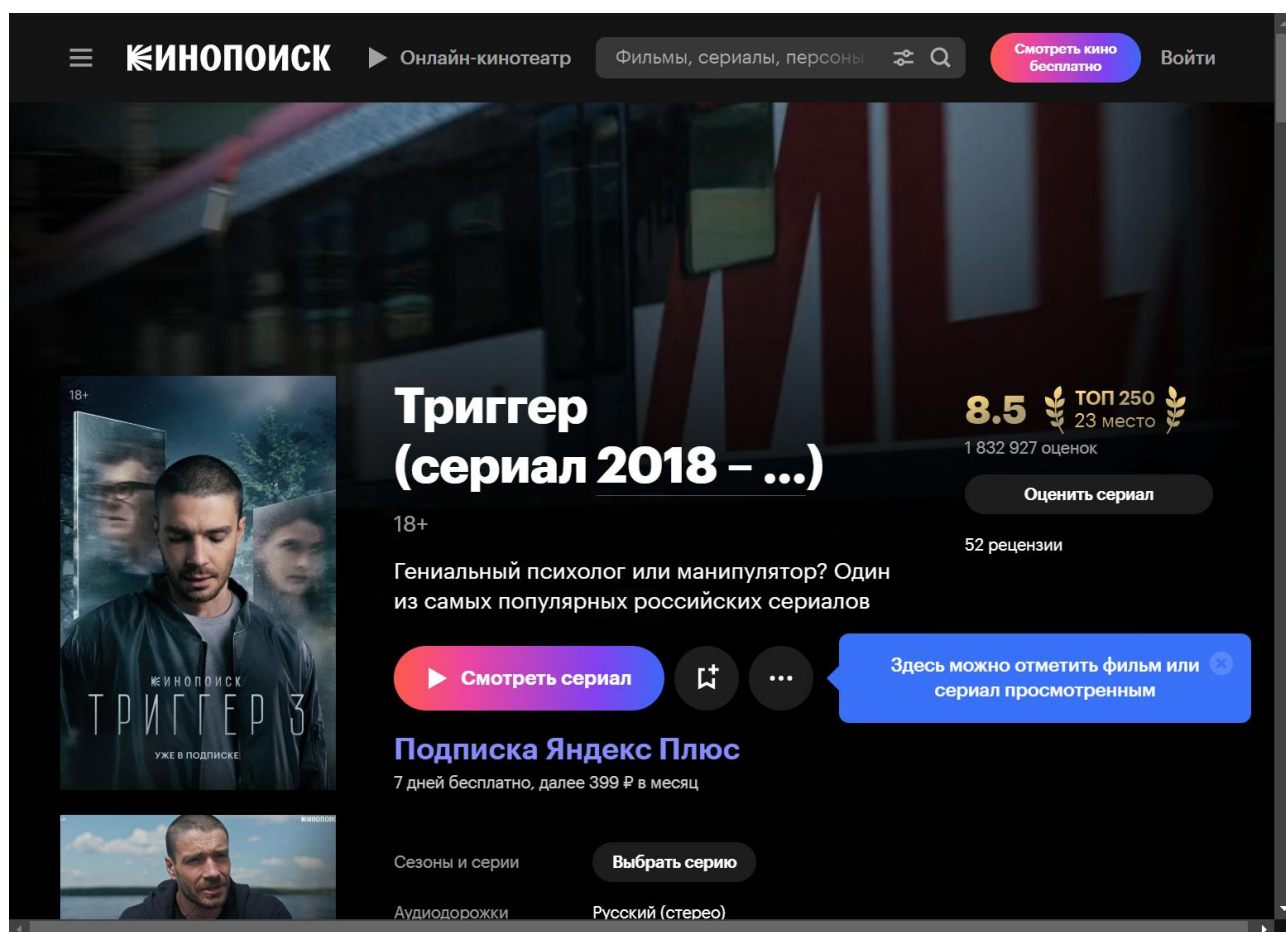 КИНОПОИСК
Онлайн-кинотеатр
Фильмы, сериалы, персоны
Смотреть кино
бесплатно
Войти
18+
КИНОПОИСК
ТРИГГЕР 3
УЖЕ В ПОДПИСКЕ
Триггер
(сериал 2018 – ...)
18+
Гениальный психолог или манипулятор? Один
из самых популярных российских сериалов
8.5
ТОП 250
23 место
1 832 927 оценок
Оценить сериал
52 рецензии
Смотреть сериал
Здесь можно отметить фильм или
сериал просмотренным
Подписка Яндекс Плюс
7 дней бесплатно, далее 399 ₽ в месяц
Сезоны и серии
Выбрать серию
Аудиодорожки
Русский (стерео)